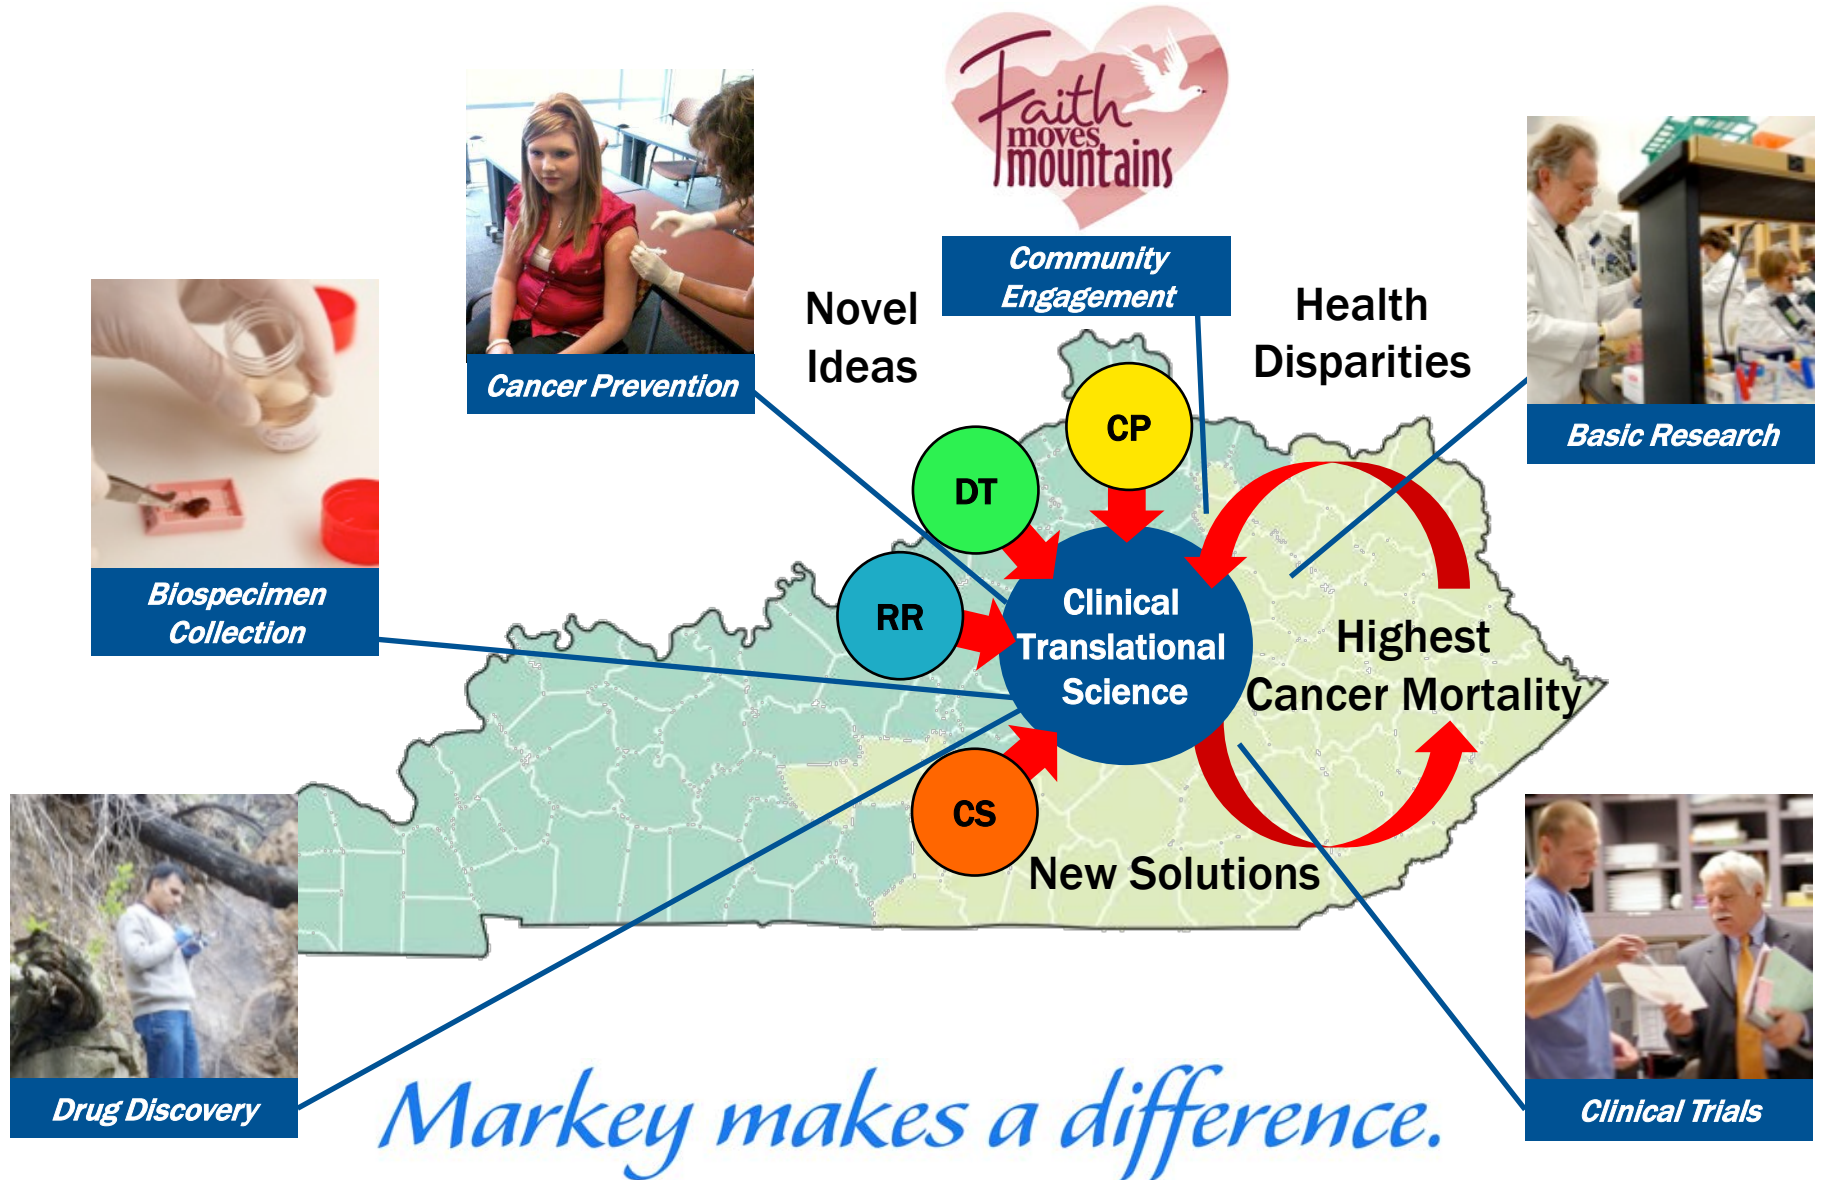 Faith
moves
mountains
Community
Engagement
Novel
Ideas
Health
Disparities
Cancer Prevention
Basic Research
CP
DT
Biospecimen
Collection
RR
Clinical
Translational
Science
Highest
Cancer Mortality
CS
New Solutions
Drug Discovery
Clinical Trials
Markey makes a difference.